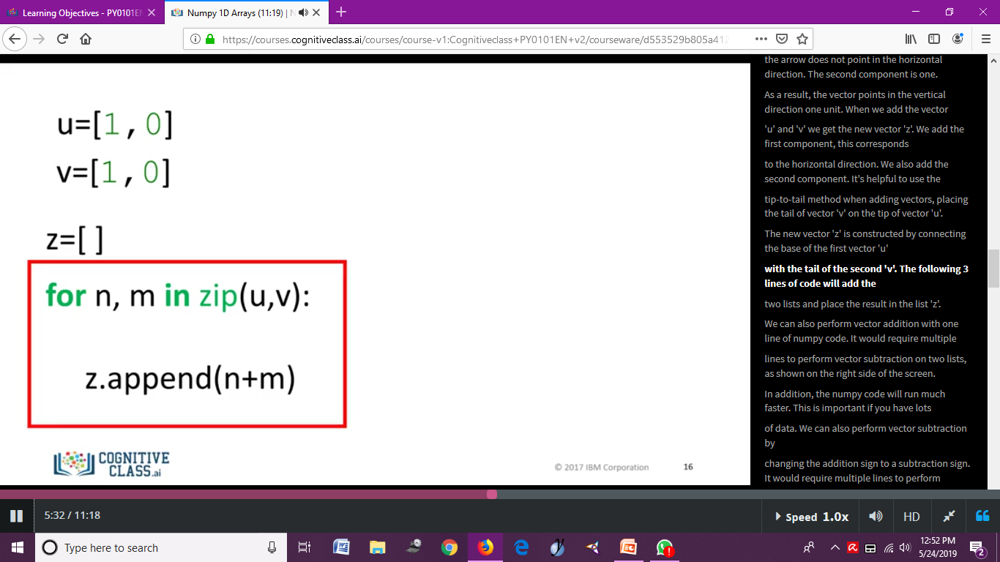 Learning Objectives - PY0101EN
Numpy 1D Arrays (11:19) | N
https://courses.cognitiveclass.ai/courses/course-v1:Cognitiveclass+PY0101EN+v2/courseware/d553529b805a412
u=[1,0]
v=[1,0]
z=[ ]
for n, m in zip(u,v):
z.append(n+m)
COGNITIVE
CLASS.ai
© 2017 IBM Corporation
16
the arrow does not point in the horizontal
direction. The second component is one.
As a result, the vector points in the vertical
direction one unit. When we add the vector
'u' and 'v' we get the new vector 'z'. We add the
first component, this corresponds
to the horizontal direction. We also add the
second component. It's helpful to use the
tip-to-tail method when adding vectors, placing
the tail of vector 'v' on the tip of vector 'u'.
The new vector 'z' is constructed by connecting
the base of the first vector 'u'
with the tail of the second 'v'. The following 3
lines of code will add the
two lists and place the result in the list 'z'.
We can also perform vector addition with one
line of numpy code. It would require multiple
lines to perform vector subtraction on two lists,
as shown on the right side of the screen.
In addition, the numpy code will run much
faster. This is important if you have lots
of data. We can also perform vector subtraction
by
changing the addition sign to a subtraction sign.
It would require multiple lines to perform
5:32 / 11:18
Speed 1.0x
HD
Type here to search
12:52 PM
5/24/2019
2